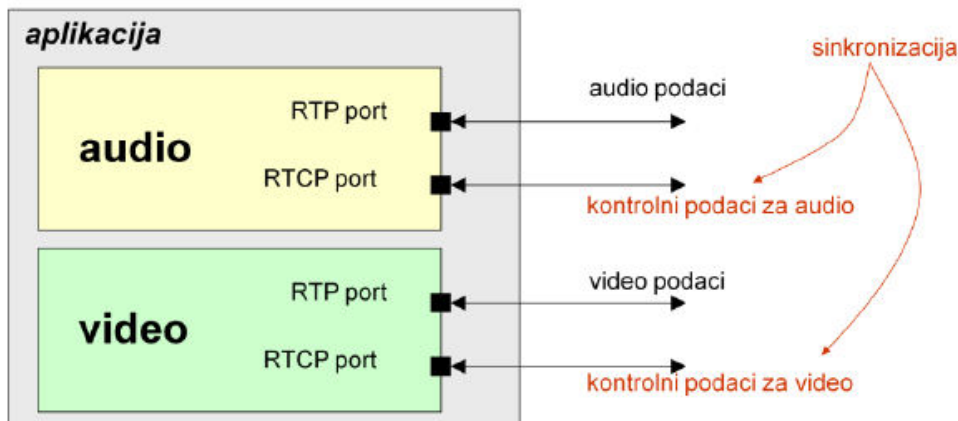 aplikacija
sinkronizacija
audio
RTP port
audio podaci
RTCP port
kontrolni podaci za audio
video
RTP port
video podaci
RTCP port
kontrolni podaci za video